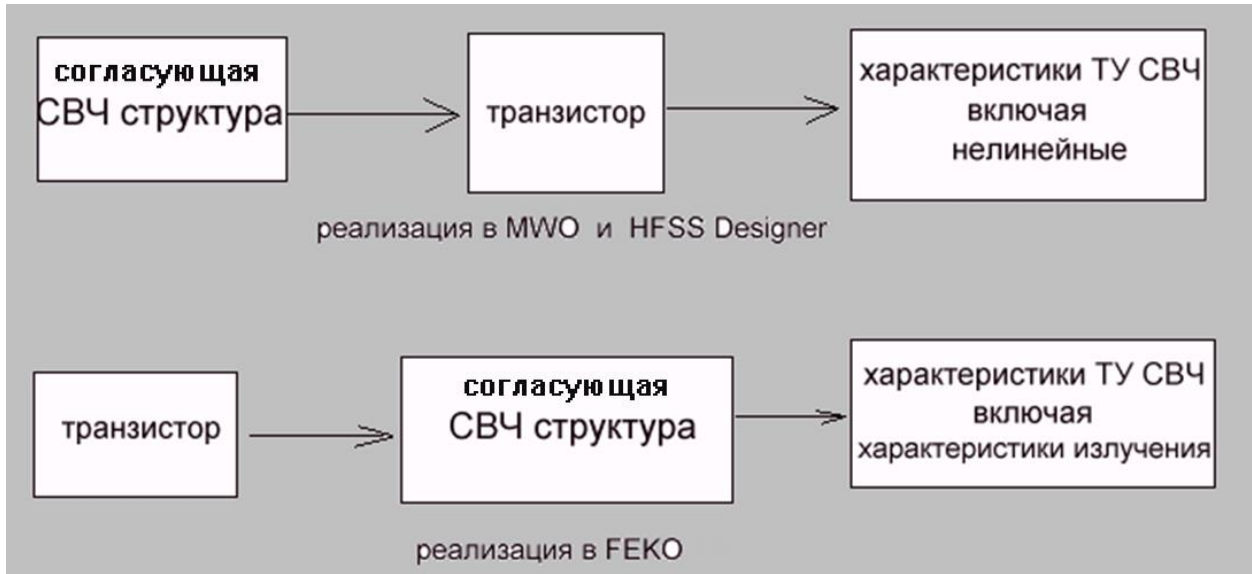 согласующая
СВЧ структура
транзистор
характеристики ТУ СВЧ
включая
нелинейные
реализация в MWO и HFSS Designer
транзистор
согласующая
СВЧ структура
характеристики ТУ СВЧ
включая
характеристики излучения
реализация в FEKO